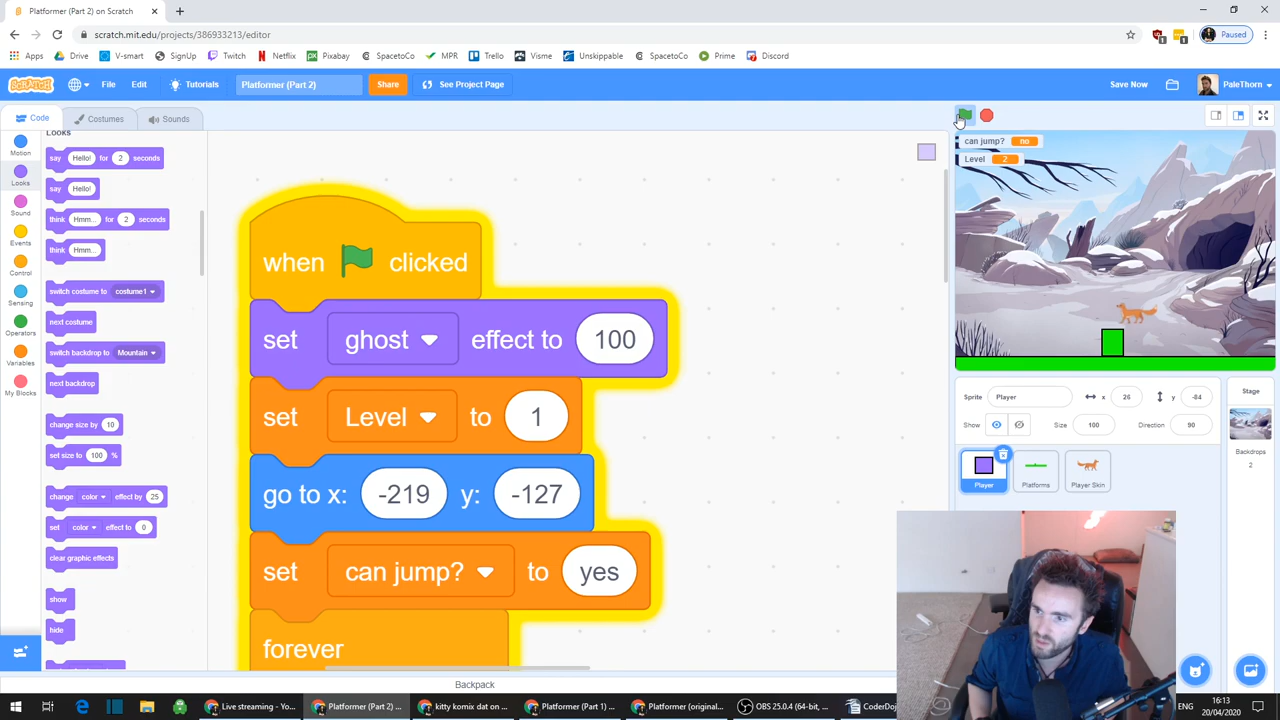 Platformer (Part 2) on Scratch
scratch.mit.edu/projects/386933213/editor
Paused
Apps Drive V-smart SignUp Twitch Netflix Pixabay SpacetoCo MPR Trello Visme Unskippable SpacetoCo Prime Discord
SCRATCH File Edit Tutorials Platformer (Part 2) Share See Project Page Save Now PaleThorn
Code Costumes Sounds
Motion
Looks
Sound
Events
Control
Sensing
Operators
Variables
My Blocks
Looks
say Hello! for 2 seconds
say Hello!
think Hmm... for 2 seconds
think Hmm...
switch costume to costume1
next costume
switch backdrop to Mountain
next backdrop
change size by 10
set size to 100 %
change color effect by 25
set color effect to 0
clear graphic effects
show
hide
when clicked
set ghost effect to 100
set Level to 1
go to x: -219 y: -127
set can jump? to yes
forever
can jump? no
Level 2
Sprite Player x 26 y -84
Show Size 100 Direction 90
Player Platforms Player Skin
Stage
Backdrops
2
Backpack
Live streaming - Yo...
Platformer (Part 2) ...
kitty komix dat on ...
Platformer (Part 1) ...
Platformer (original...
OBS 25.0.4 (64-bit, ...
CoderDoj
ENG
16:13
20/04/2020